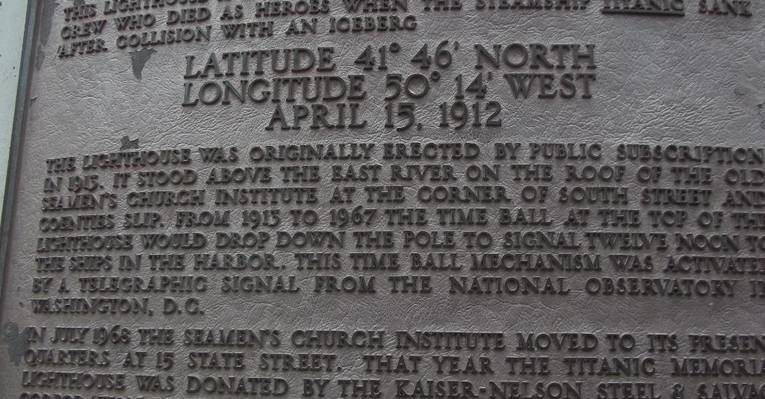 THIS LIGHTHOUSE
CREW WHO DIED AS HEROES WHEN THE STEAMSHIP TITANIC SANK
AFTER COLLISION WITH AN ICEBERG
LATITUDE 41° 46' NORTH
LONGITUDE 50° 14' WEST
APRIL 15, 1912
THE LIGHTHOUSE WAS ORIGINALLY ERECTED BY PUBLIC SUBSCRIPTION
IN 1913. IT STOOD ABOVE THE EAST RIVER ON THE ROOF OF THE OLD
SEAMEN'S CHURCH INSTITUTE AT THE CORNER OF SOUTH STREET AND
COENTIES SLIP. FROM 1913 TO 1967 THE TIME BALL AT THE TOP OF THE
LIGHTHOUSE WOULD DROP DOWN THE POLE TO SIGNAL TWELVE NOON TO
THE SHIPS IN THE HARBOR. THIS TIME BALL MECHANISM WAS ACTIVATE
BY A TELEGRAPHIC SIGNAL FROM THE NATIONAL OBSERVATORY I
WASHINGTON, D.C.
IN JULY 1968 THE SEAMEN'S CHURCH INSTITUTE MOVED TO ITS PRESEN
QUARTERS AT 15 STATE STREET. THAT YEAR THE TITANIC MEMORIA
LIGHTHOUSE WAS DONATED BY THE KAISER-NELSON STEEL & SALVAG